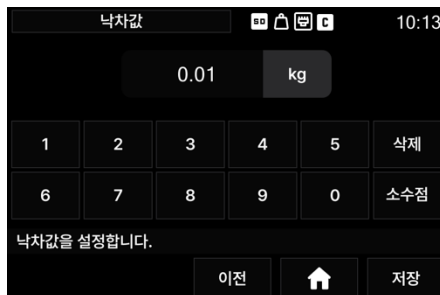 낙차값 SD C 10:13
0.01 kg
1 2 3 4 5 삭제
6 7 8 9 0 소수점
낙차값을 설정합니다.
이전 저장